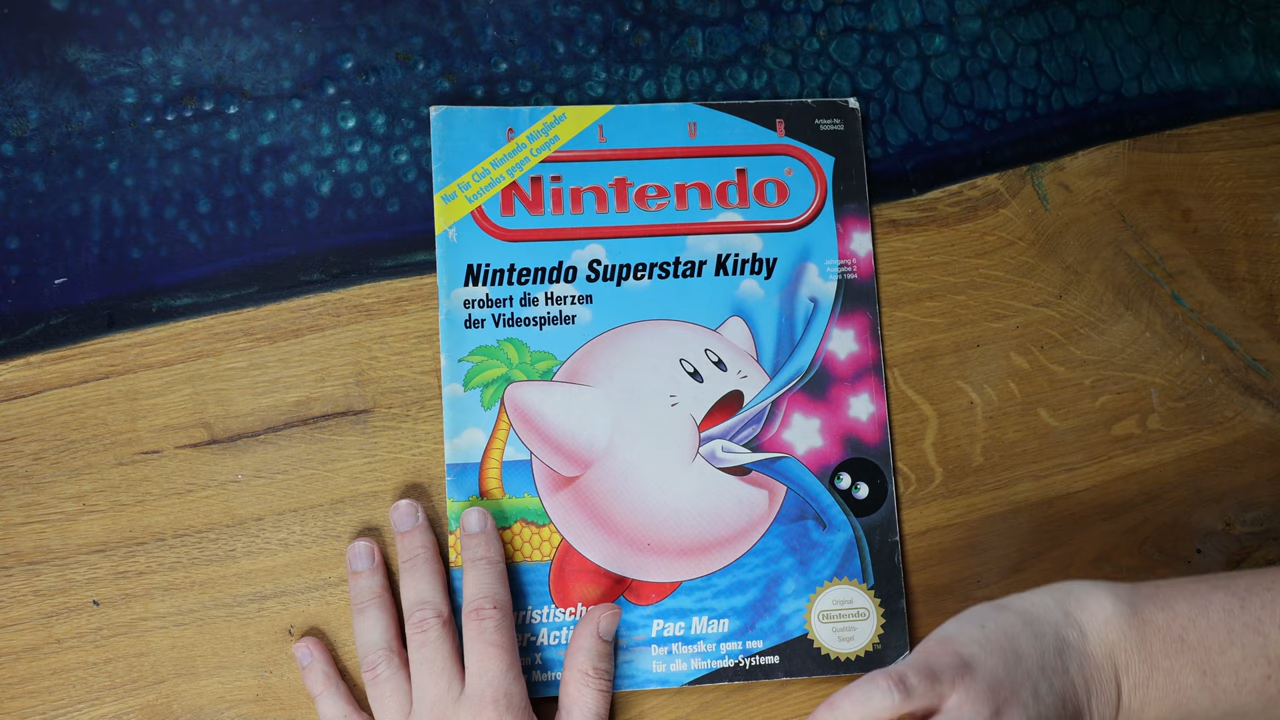 CLUB
Artikel-Nr.:
5009402
Nur für Club Nintendo Mitglieder
kostenlos gegen Coupon
Nintendo®
Jahrgang 6
Ausgabe 2
April 1994
Nintendo Superstar Kirby
erobert die Herzen
der Videospieler
Pac Man
Der Klassiker ganz neu
für alle Nintendo-Systeme
Original
Nintendo
Qualitäts-
Siegel
TM